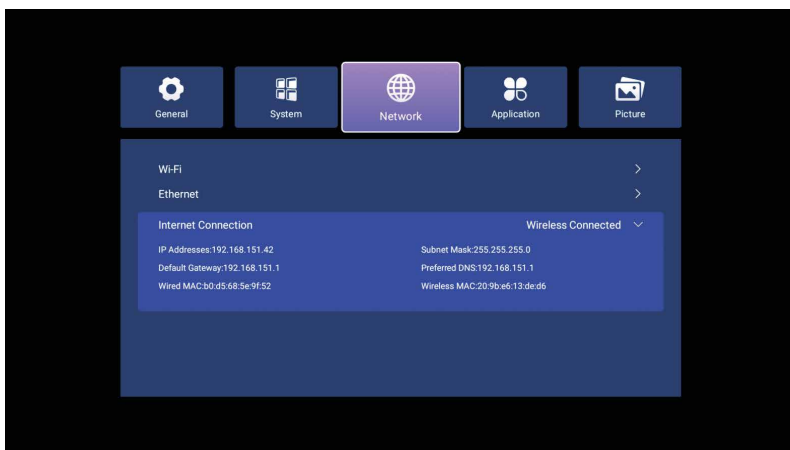 General
System
Network
Application
Picture
Wi-Fi
Ethernet
Internet Connection
Wireless Connected
IP Addresses:192.168.151.42
Subnet Mask:255.255.255.0
Default Gateway:192.168.151.1
Preferred DNS:192.168.151.1
Wired MAC:b0:d5:68:5e:9f:52
Wireless MAC:20:9b:e6:13:de:d6